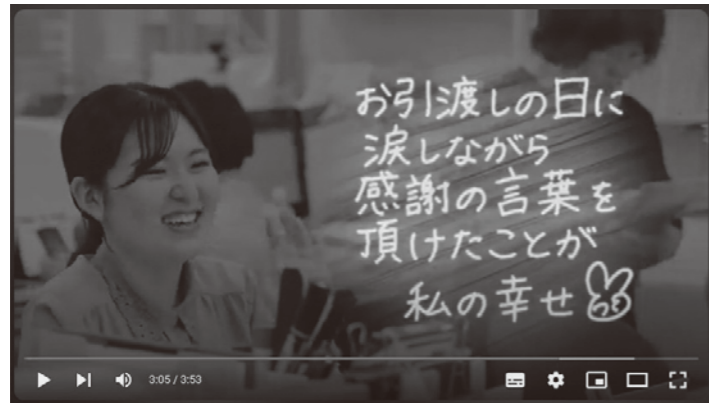 お引渡しの日に
涙しながら
感謝の言葉を
頂けたことが
私の幸せ
3:05 / 3:53